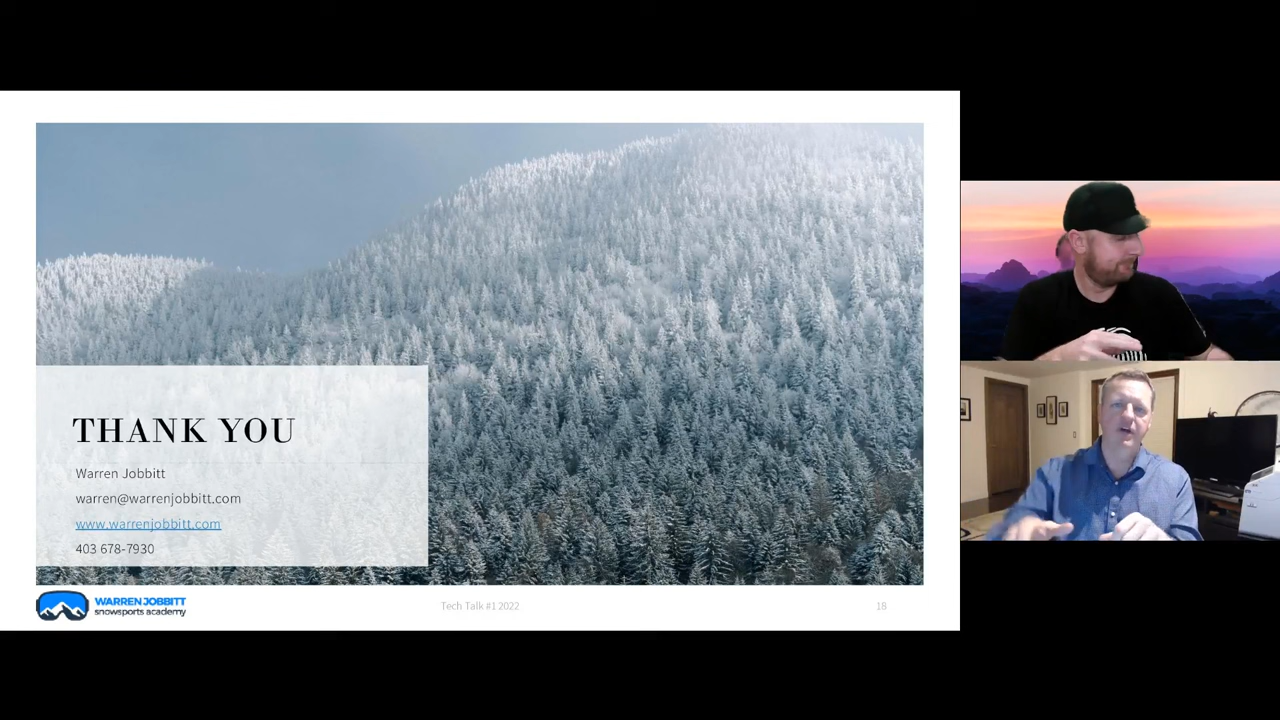 THANK YOU
Warren Jobbitt
warren@warrenjobbitt.com
www.warrenjobbitt.com
403 678-7930
WARREN JOBBITT
snowsports academy
Tech Talk #1 2022
18